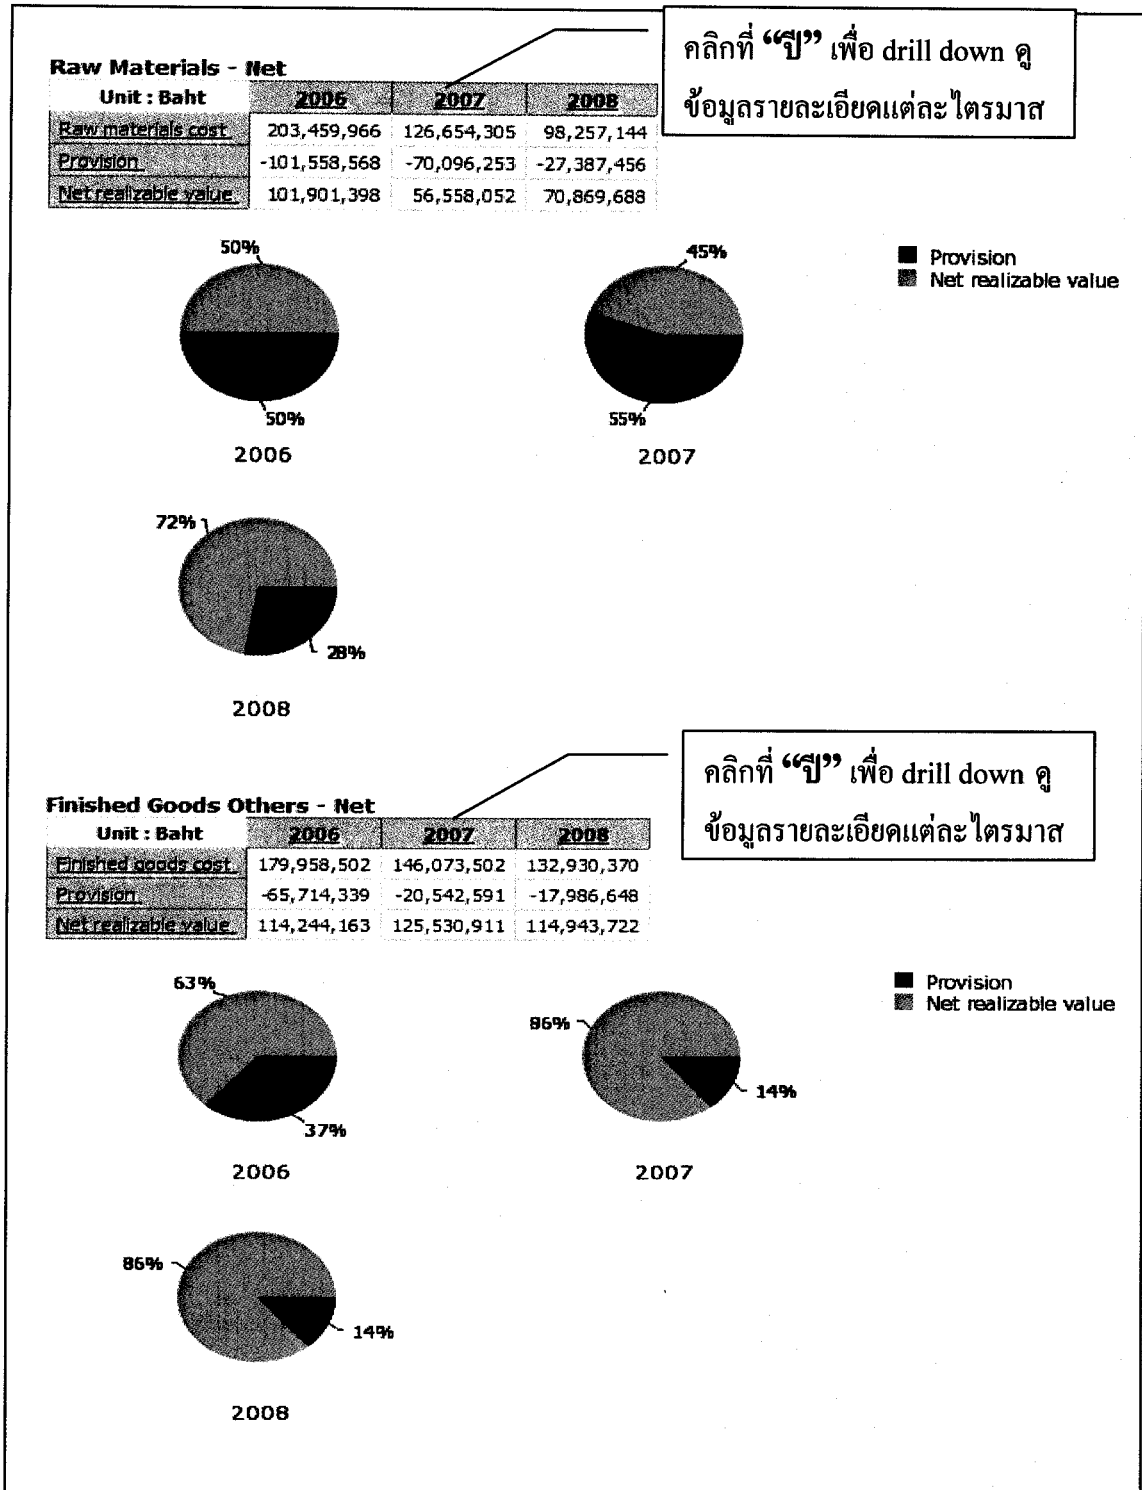 คลิกที่ “ปี” เพื่อ drill down ดู
ข้อมูลรายละเอียดแต่ละไตรมาส
Raw Materials - Net
Unit : Baht 2006 2007 2008
Raw materials cost 203,459,966 126,654,305 98,257,144
Provision -101,558,568 -70,096,253 -27,387,456
Net realizable value 101,901,398 56,558,052 70,869,688
50%
50%
2006
45%
55%
2007
Provision
Net realizable value
72%
28%
2008
คลิกที่ “ปี” เพื่อ drill down ดู
ข้อมูลรายละเอียดแต่ละไตรมาส
Finished Goods Others - Net
Unit : Baht 2006 2007 2008
Finished goods cost 179,958,502 146,073,502 132,930,370
Provision -65,714,339 -20,542,591 -17,986,648
Net realizable value 114,244,163 125,530,911 114,943,722
63%
37%
2006
86%
14%
2007
Provision
Net realizable value
86%
14%
2008